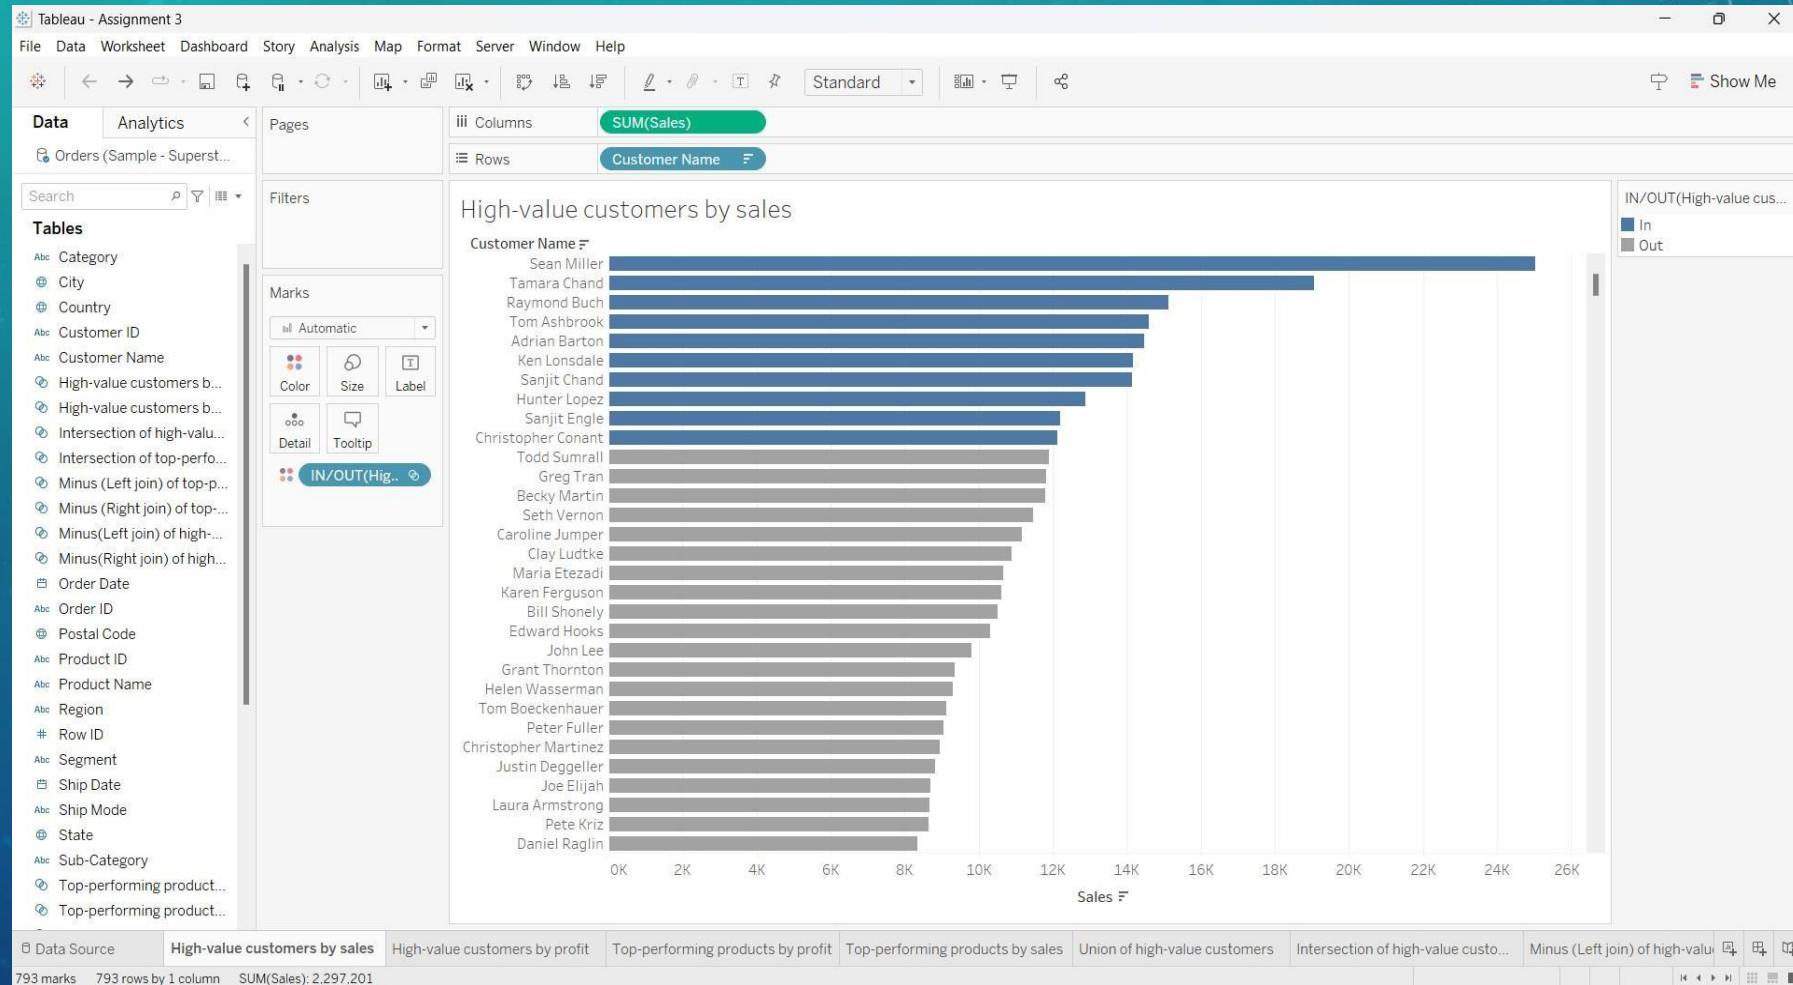 Tableau - Assignment 3
File Data Worksheet Dashboard Story Analysis Map Format Server Window Help
Standard
Show Me
Data Analytics
Orders (Sample - Superst...
Search
Tables
Abc Category
City
Country
Abc Customer ID
Abc Customer Name
High-value customers b...
High-value customers b...
Intersection of high-valu...
Intersection of top-perfo...
Minus (Left join) of top-p...
Minus (Right join) of top-...
Minus(Left join) of high-...
Minus(Right join) of high...
Order Date
Abc Order ID
Postal Code
Abc Product ID
Abc Product Name
Abc Region
# Row ID
Abc Segment
Ship Date
Abc Ship Mode
State
Abc Sub-Category
Top-performing product...
Top-performing product...
Pages
Filters
Marks
Automatic
Color Size Label
Detail Tooltip
IN/OUT(Hig..
Columns SUM(Sales)
Rows Customer Name
High-value customers by sales
Customer Name
Sean Miller
Tamara Chand
Raymond Buch
Tom Ashbrook
Adrian Barton
Ken Lonsdale
Sanjit Chand
Hunter Lopez
Sanjit Engle
Christopher Conant
Todd Sumrall
Greg Tran
Becky Martin
Seth Vernon
Caroline Jumper
Clay Ludtke
Maria Etezadi
Karen Ferguson
Bill Shonely
Edward Hooks
John Lee
Grant Thornton
Helen Wasserman
Tom Boeckenhauer
Peter Fuller
Christopher Martinez
Justin Deggeller
Joe Elijah
Laura Armstrong
Pete Kriz
Daniel Raglin
0K 2K 4K 6K 8K 10K 12K 14K 16K 18K 20K 22K 24K 26K
Sales
IN/OUT(High-value cus...
In
Out
Data Source High-value customers by sales High-value customers by profit Top-performing products by profit Top-performing products by sales Union of high-value customers Intersection of high-value custo... Minus (Left join) of high-valu
793 marks 793 rows by 1 column SUM(Sales): 2,297,201